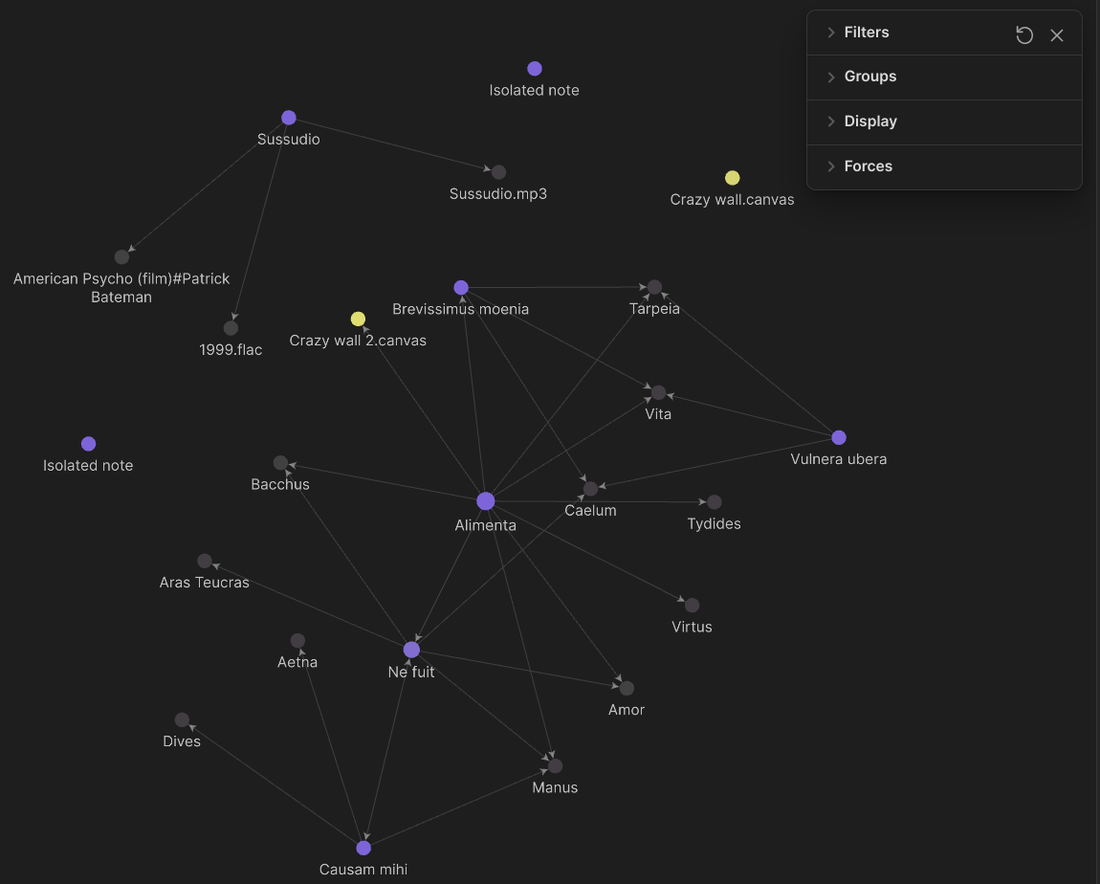 Filters
Groups
Display
Forces
Isolated note
Sussudio
Sussudio.mp3
Crazy wall.canvas
American Psycho (film)#Patrick
Bateman
Brevissimus moenia
Tarpeia
Crazy wall 2.canvas
1999.flac
Vita
Isolated note
Vulnera ubera
Bacchus
Alimenta
Caelum
Tydides
Aras Teucras
Virtus
Aetna
Ne fuit
Amor
Dives
Manus
Causam mihi